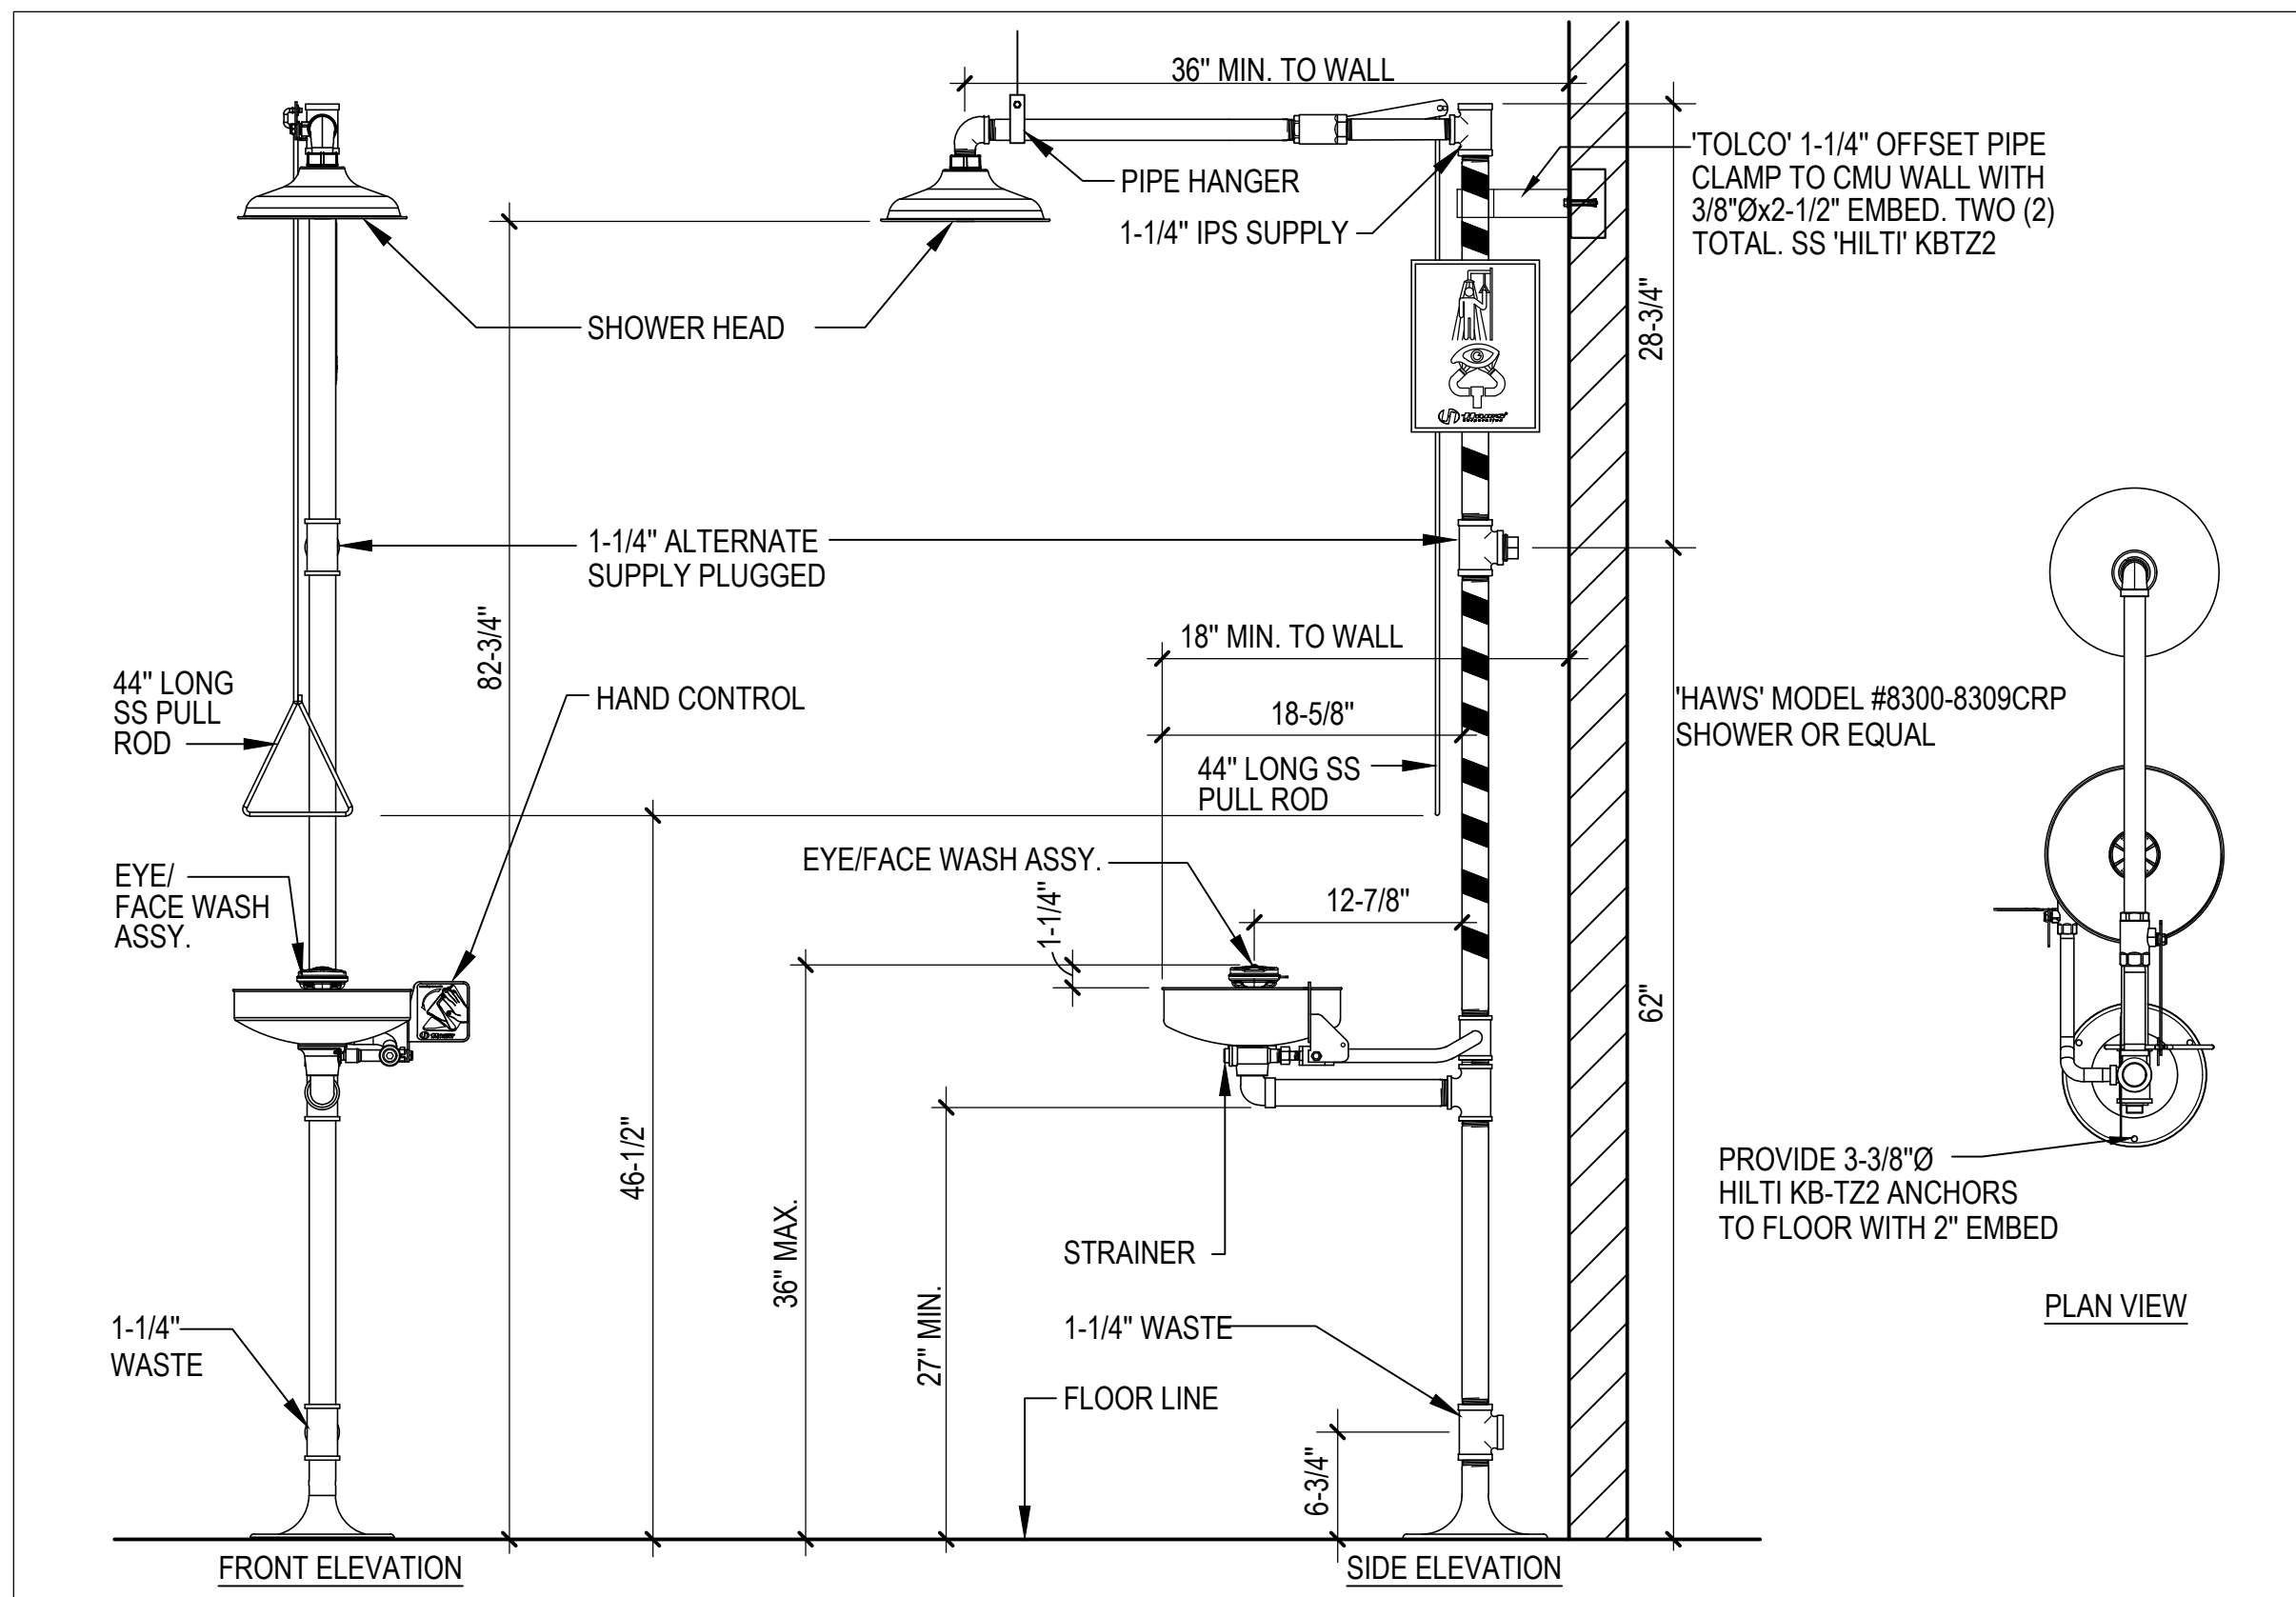 36" MIN. TO WALL
'TOLCO' 1-1/4" OFFSET PIPE
CLAMP TO CMU WALL WITH
3/8"Øx2-1/2" EMBED. TWO (2)
TOTAL. SS 'HILTI' KBTZ2
PIPE HANGER
1-1/4" IPS SUPPLY
SHOWER HEAD
28-3/4"
Haws
1-1/4" ALTERNATE
SUPPLY PLUGGED
82-3/4"
18" MIN. TO WALL
44" LONG
SS PULL
ROD
HAND CONTROL
18-5/8"
'HAWS' MODEL #8300-8309CRP
SHOWER OR EQUAL
44" LONG SS
PULL ROD
EYE/
FACE WASH
ASSY.
EYE/FACE WASH ASSY.
1-1/4"
12-7/8"
62"
46-1/2"
36" MAX.
27" MIN.
STRAINER
PROVIDE 3-3/8"Ø
HILTI KB-TZ2 ANCHORS
TO FLOOR WITH 2" EMBED
1-1/4"
WASTE
1-1/4" WASTE
FLOOR LINE
6-3/4"
PLAN VIEW
FRONT ELEVATION
SIDE ELEVATION